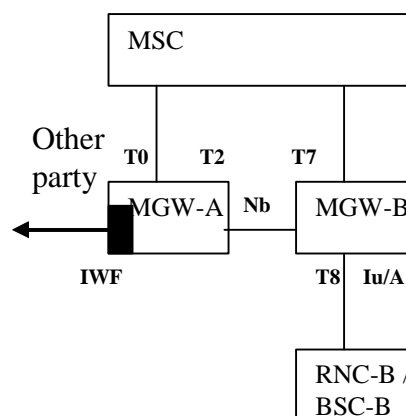 MSC
Other
party
T0
T2
T7
MGW-A
Nb
MGW-B
IWF
T8
Iu/A
RNC-B /
BSC-B